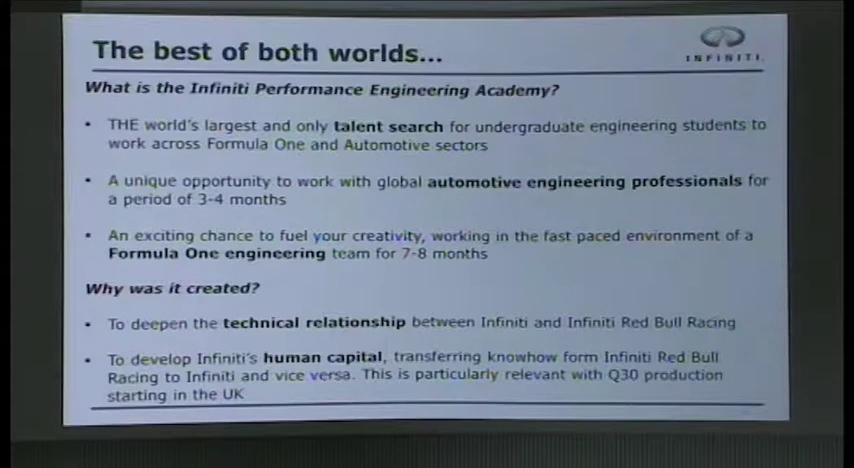 The best of both worlds...
INFINITI
What is the Infiniti Performance Engineering Academy?
• THE world's largest and only talent search for undergraduate engineering students to
work across Formula One and Automotive sectors
• A unique opportunity to work with global automotive engineering professionals for
a period of 3-4 months
• An exciting chance to fuel your creativity, working in the fast paced environment of a
Formula One engineering team for 7-8 months
Why was it created?
• To deepen the technical relationship between Infiniti and Infiniti Red Bull Racing
• To develop Infiniti's human capital, transferring knowhow form Infiniti Red Bull
Racing to Infiniti and vice versa. This is particularly relevant with Q30 production
starting in the UK